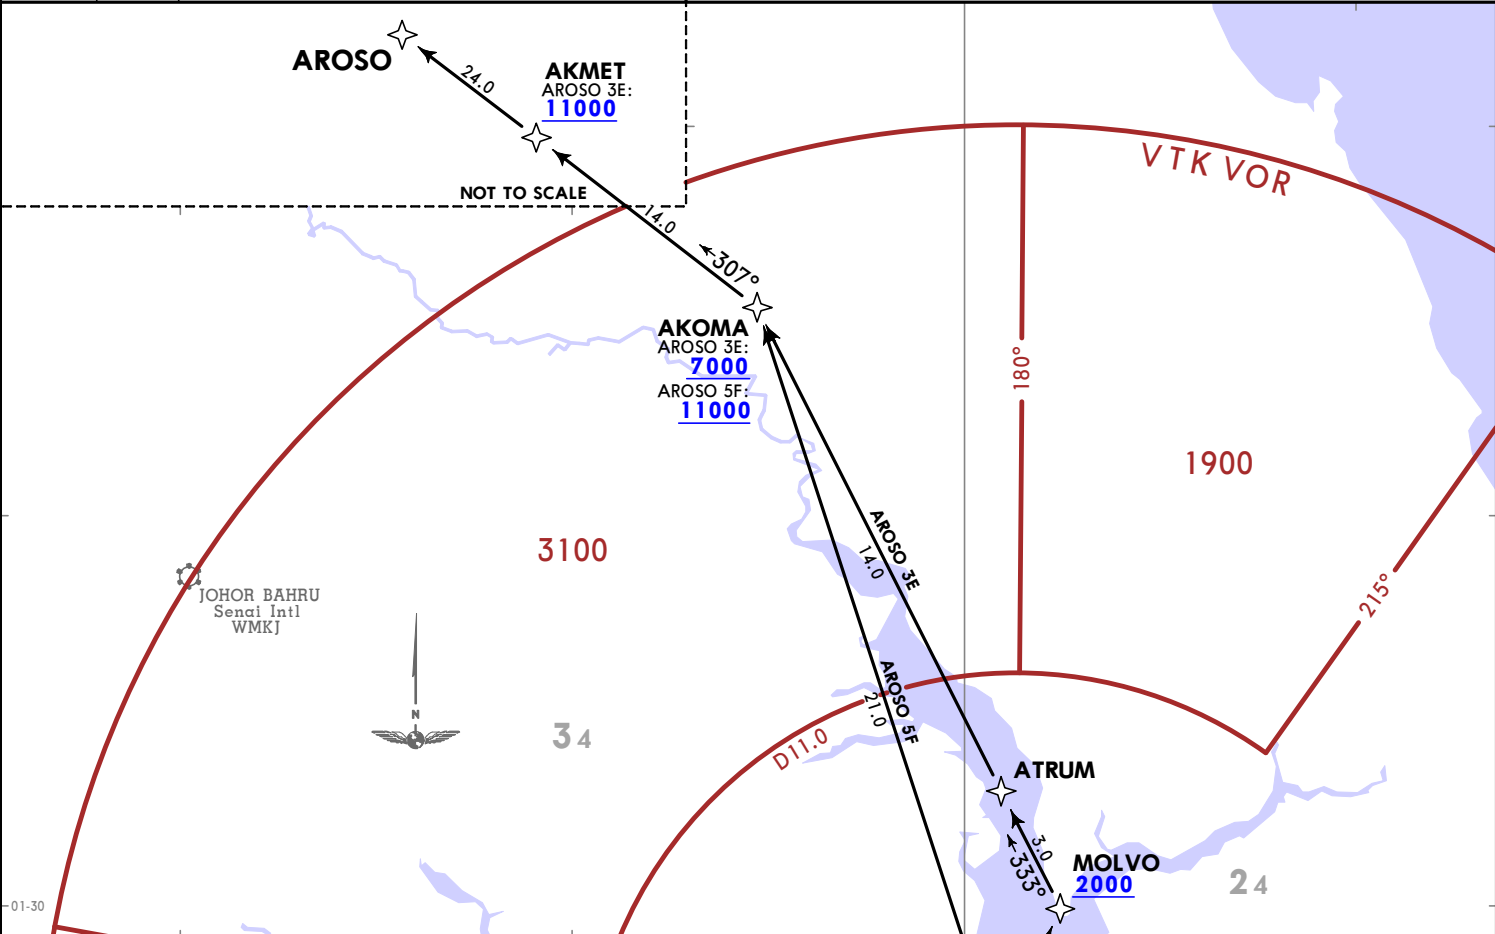 AROSO
24.0
AKMET
AROSO 3E:
11000
NOT TO SCALE
VTK VOR
14.0
307°
AKOMA
AROSO 3E:
7000
AROSO 5F:
11000
180°
1900
3100
AROSO 3E
14.0
JOHOR BAHRU
Senai Intl
WMKJ
215°
N
34
AROSO 5F
21.0
D11.0
ATRUM
3.0
333°
MOLVO
2000
24
01-30